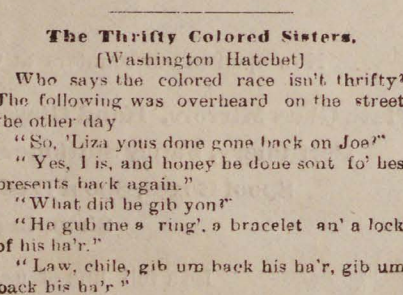 The Thrifty Colored Sisters.
[Washington Hatchet]
Who says the colored race isn't thrifty?
The following was overheard on the street
the other day
"So, 'Liza yous done gone back on Joe?"
"Yes, I is, and honey he done sont fo' hes
presents back again."
"What did he gib you?"
"He gub me a ring', a bracelet an' a lock
of his ha'r."
"Law, chile, gib um back his ha'r, gib um
back his ha'r"